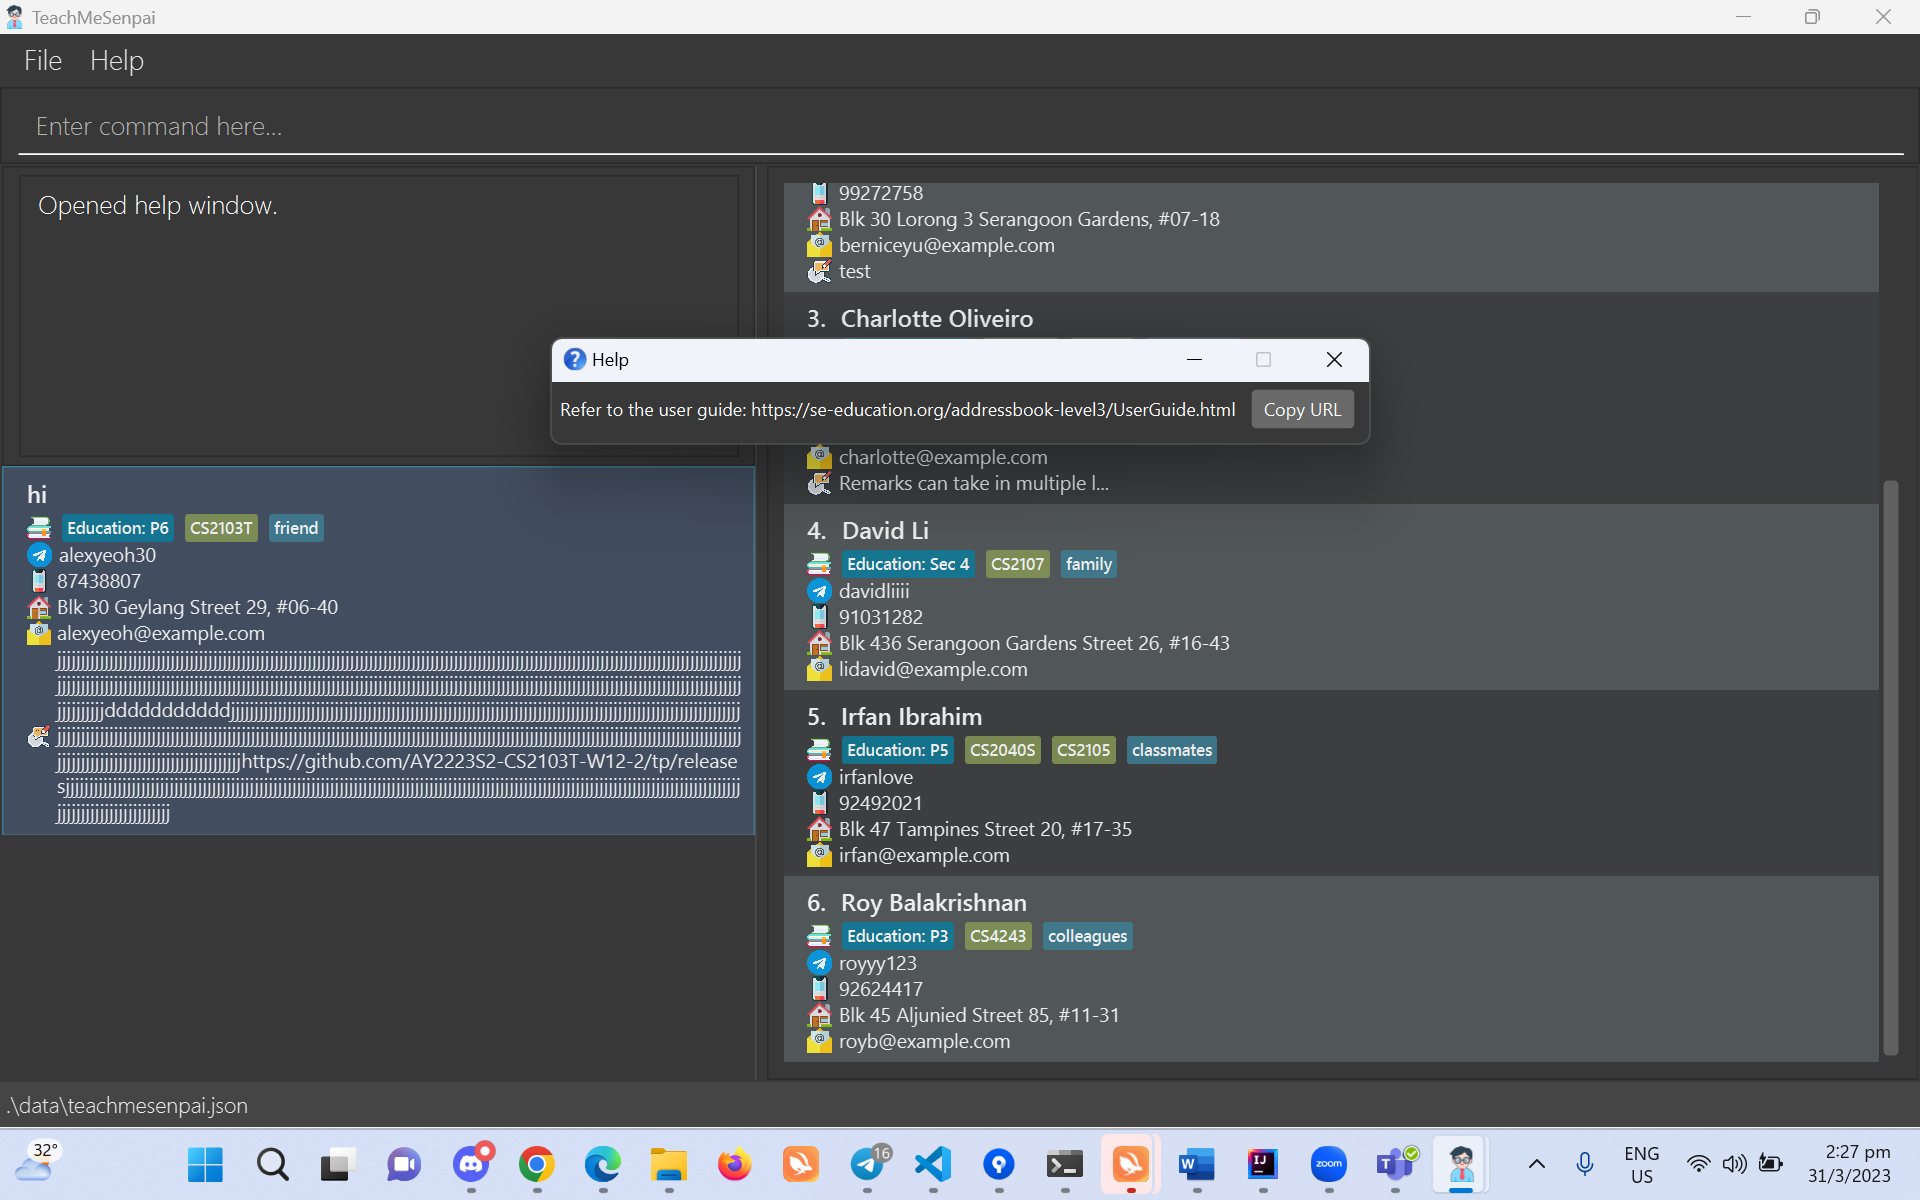 TeachMeSenpai
File Help
Enter command here...
Opened help window.
hi
Education: P6 CS2103T friend
alexyeoh30
87438807
Blk 30 Geylang Street 29, #06-40
alexyeoh@example.com
ddddddddddd
https://github.com/AY2223S2-CS2103T-W12-2/tp/release
s
99272758
Blk 30 Lorong 3 Serangoon Gardens, #07-18
berniceyu@example.com
test
3. Charlotte Oliveiro
Help
Refer to the user guide: https://se-education.org/addressbook-level3/UserGuide.html Copy URL
charlotte@example.com
Remarks can take in multiple l...
4. David Li
Education: Sec 4 CS2107 family
davidliiii
91031282
Blk 436 Serangoon Gardens Street 26, #16-43
lidavid@example.com
5. Irfan Ibrahim
Education: P5 CS2040S CS2105 classmates
irfanlove
92492021
Blk 47 Tampines Street 20, #17-35
irfan@example.com
6. Roy Balakrishnan
Education: P3 CS4243 colleagues
royyy123
92624417
Blk 45 Aljunied Street 85, #11-31
royb@example.com
.\data\teachmesenpai.json
32°
16
zoom
ENG
US
2:27 pm
31/3/2023